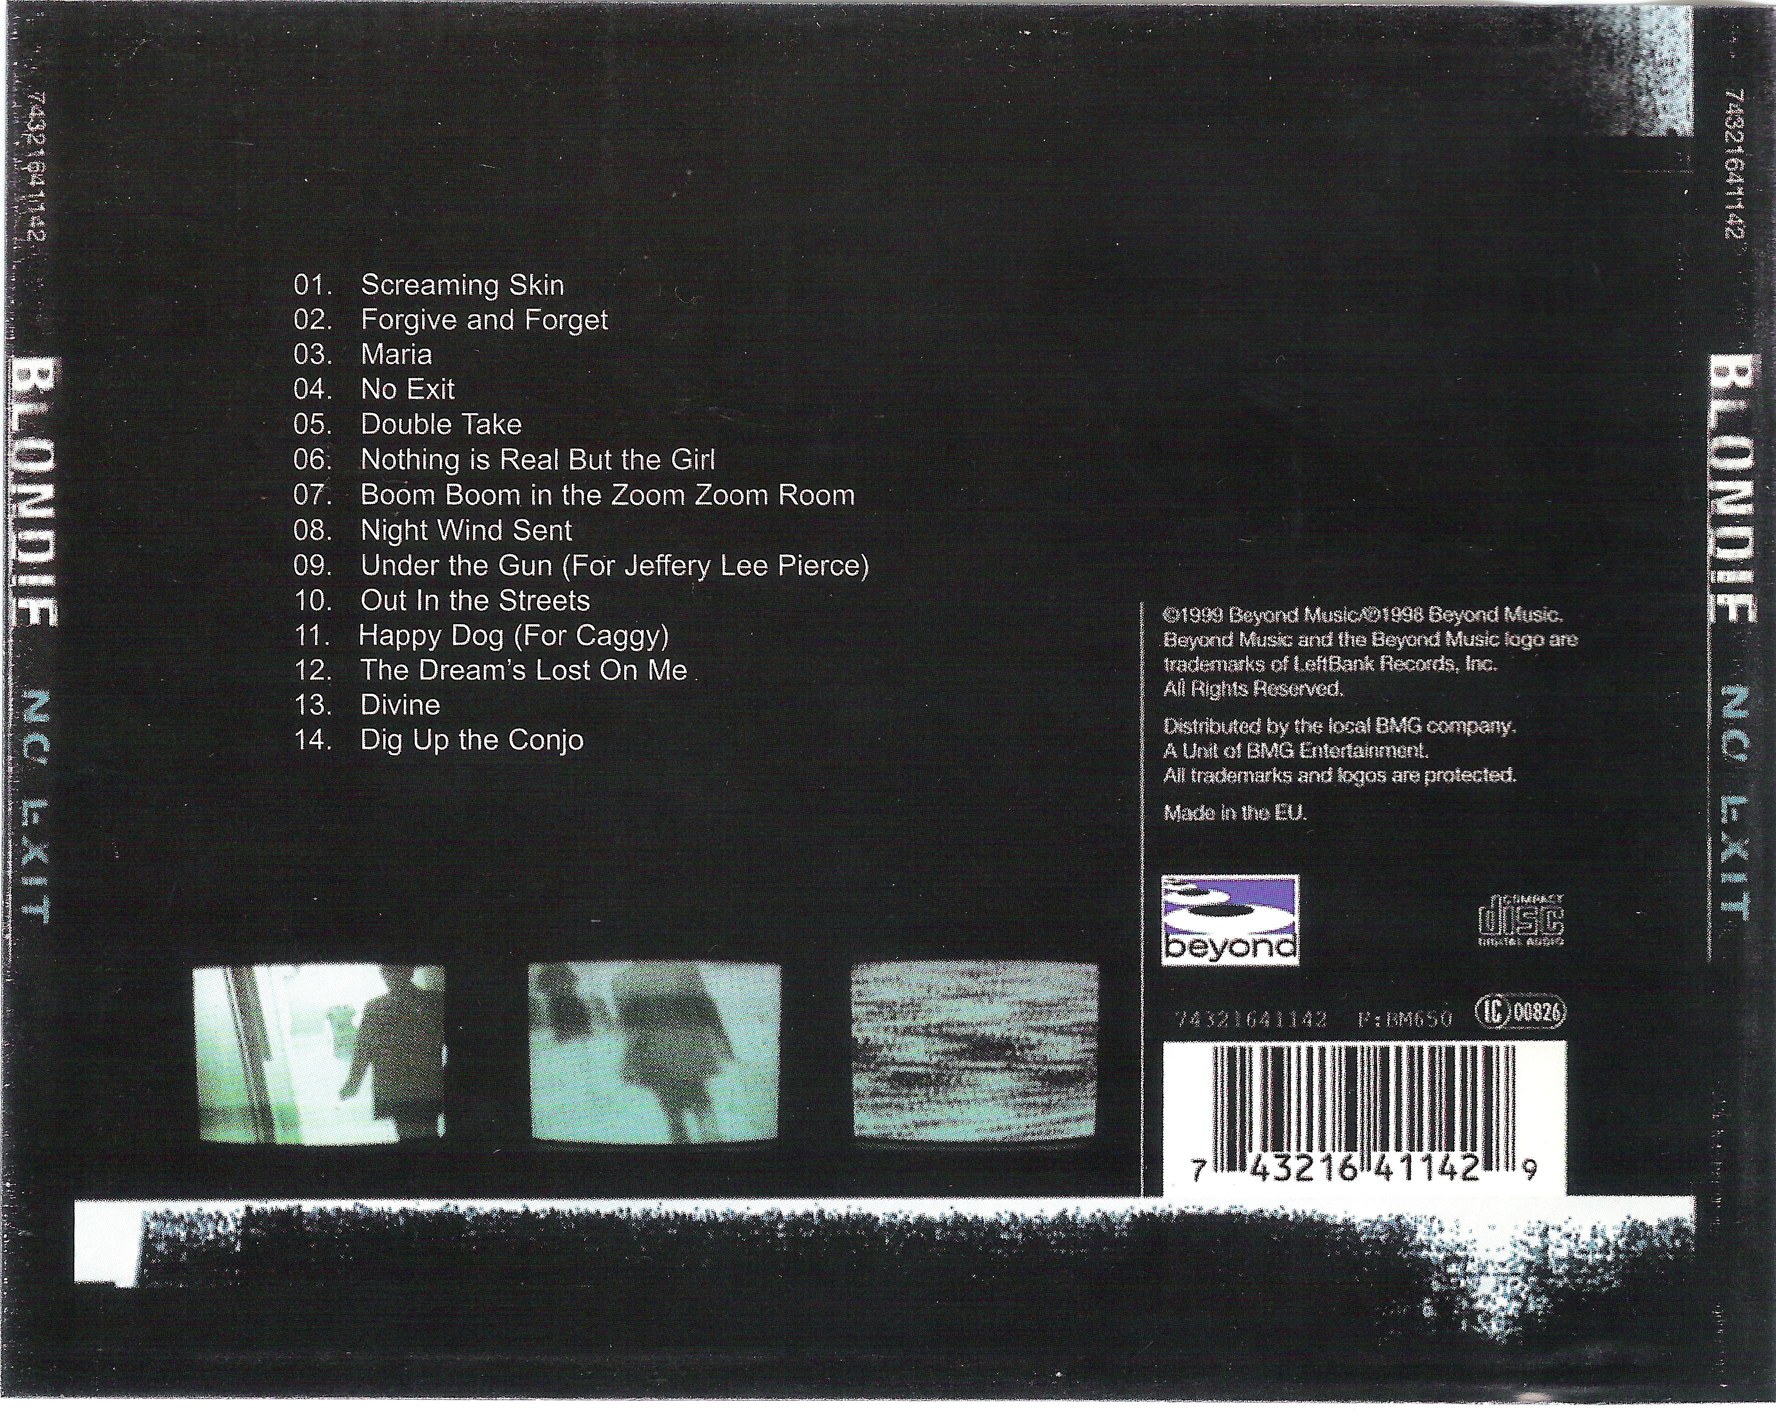 74321641142
BLONDIE
NO EXIT
01. Screaming Skin
02. Forgive and Forget
03. Maria
04. No Exit
05. Double Take
06. Nothing is Real But the Girl
07. Boom Boom in the Zoom Zoom Room
08. Night Wind Sent
09. Under the Gun (For Jeffery Lee Pierce)
10. Out In the Streets
11. Happy Dog (For Caggy)
12. The Dream's Lost On Me
13. Divine
14. Dig Up the Conjo
©1999 Beyond Music/℗1998 Beyond Music.
Beyond Music and the Beyond Music logo are
trademarks of LeftBank Records, Inc.
All Rights Reserved.
Distributed by the local BMG company.
A Unit of BMG Entertainment.
All trademarks and logos are protected.
Made in the EU.
beyond
COMPACT
disc
DIGITAL AUDIO
74321641142 F:BM650 LC 00826
7 43216 41142 9
74321641142
BLONDIE
NO EXIT